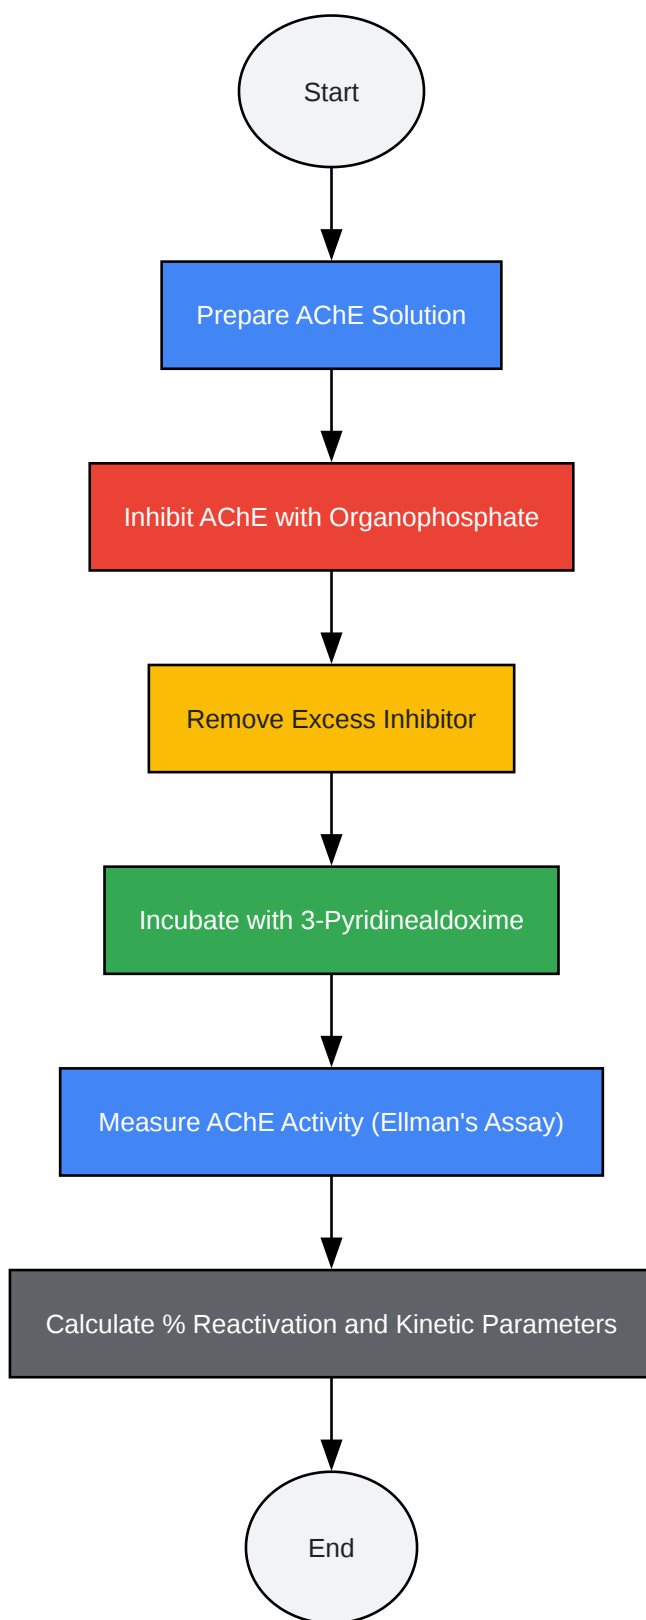 Start
Prepare AChE Solution
Inhibit AChE with Organophosphate
Remove Excess Inhibitor
Incubate with 3-Pyridinealdoxime
Measure AChE Activity (Ellman's Assay)
Calculate % Reactivation and Kinetic Parameters
End